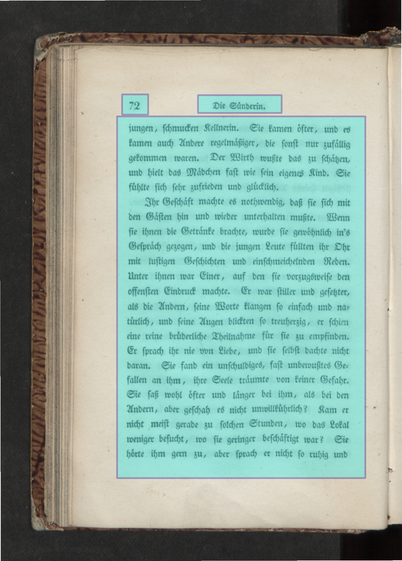 72
Die Sünderin.
jungen, schmucken Kellnerin. Sie kamen öfter, und es
kamen auch Andere regelmäßiger, die sonst nur zufällig
gekommen waren. Der Wirth wußte das zu schätzen,
und hielt das Mädchen fast wie sein eigenes Kind. Sie
fühlte sich sehr zufrieden und glücklich.
Ihr Geschäft machte es nothwendig, daß sie sich mit
den Gästen hin und wieder unterhalten mußte. Wenn
sie ihnen die Getränke brachte, wurde sie gewöhnlich in's
Gespräch gezogen, und die jungen Leute füllten ihr Ohr
mit lustigen Geschichten und einschmeichelnden Reden.
Unter ihnen war Einer, auf den sie vorzugsweise den
offensten Eindruck machte. Er war stiller und gesetzter,
als die Andern, seine Worte klangen so einfach und na-
türlich, und seine Augen blickten so treuherzig, er schien
eine reine brüderliche Theilnahme für sie zu empfinden.
Er sprach ihr nie von Liebe, und sie selbst dachte nicht
daran. Sie fand ein unschuldiges, fast unbewußtes Ge-
fallen an ihm, ihre Seele träumte von keiner Gefahr.
Sie saß wohl öfter und länger bei ihm, als bei den
Andern, aber geschah es nicht unwillkührlich? Kam er
nicht meist gerade zu solchen Stunden, wo das Lokal
weniger besucht, wo sie geringer beschäftigt war? Sie
hörte ihm gern zu, aber sprach er nicht so ruhig und